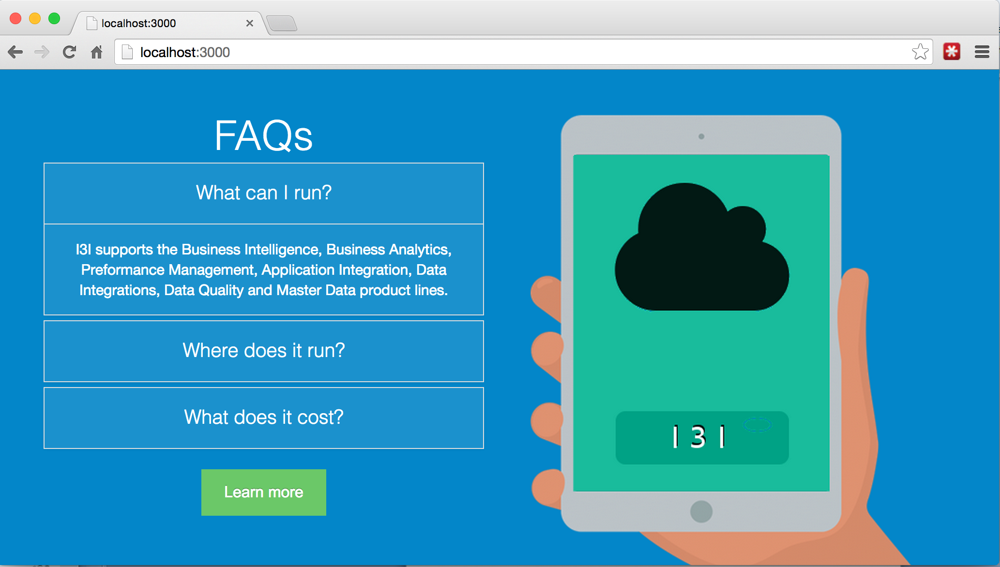 localhost:3000
localhost:3000
FAQs
What can I run?
I3I supports the Business Intelligence, Business Analytics,
Preformance Management, Application Integration, Data
Integrations, Data Quality and Master Data product lines.
Where does it run?
What does it cost?
Learn more
I 3 I